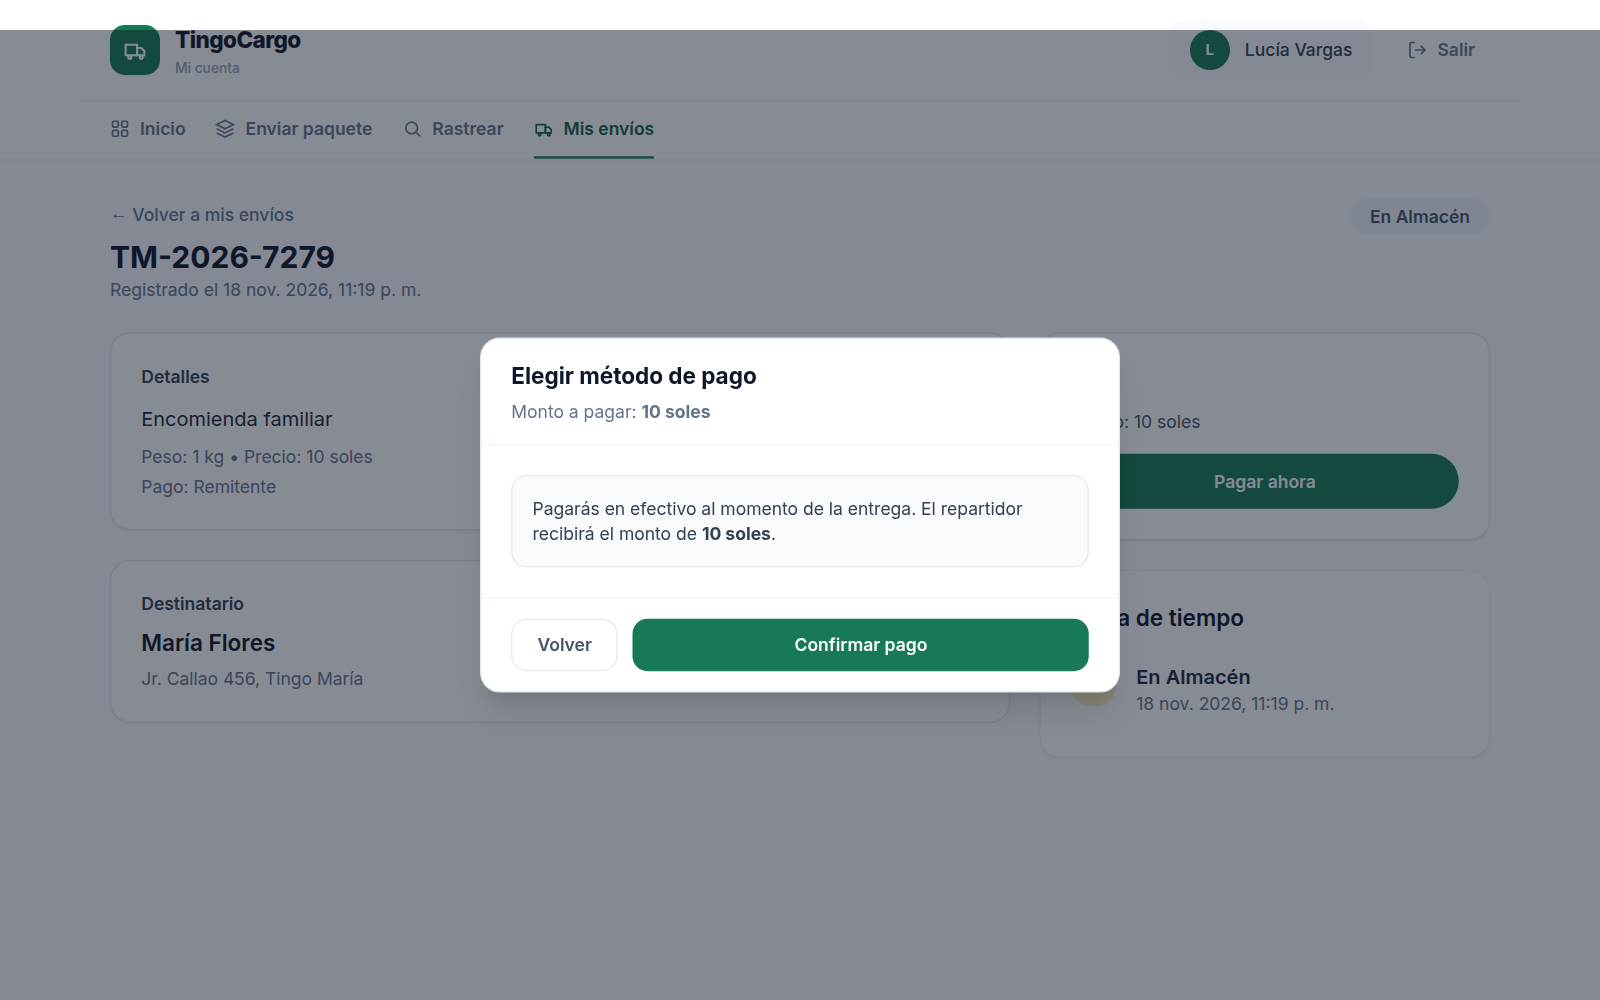 TingoCargo
Mi cuenta
L
Lucía Vargas
Salir
Inicio
Enviar paquete
Rastrear
Mis envíos
← Volver a mis envíos
En Almacén
TM-2026-7279
Registrado el 18 nov. 2026, 11:19 p. m.
Detalles
Encomienda familiar
Peso: 1 kg • Precio: 10 soles
Pago: Remitente
Destinatario
María Flores
Jr. Callao 456, Tingo María
Elegir método de pago
Monto a pagar: 10 soles
Pagarás en efectivo al momento de la entrega. El repartidor
recibirá el monto de 10 soles.
Volver
Confirmar pago
: 10 soles
Pagar ahora
de tiempo
En Almacén
18 nov. 2026, 11:19 p. m.